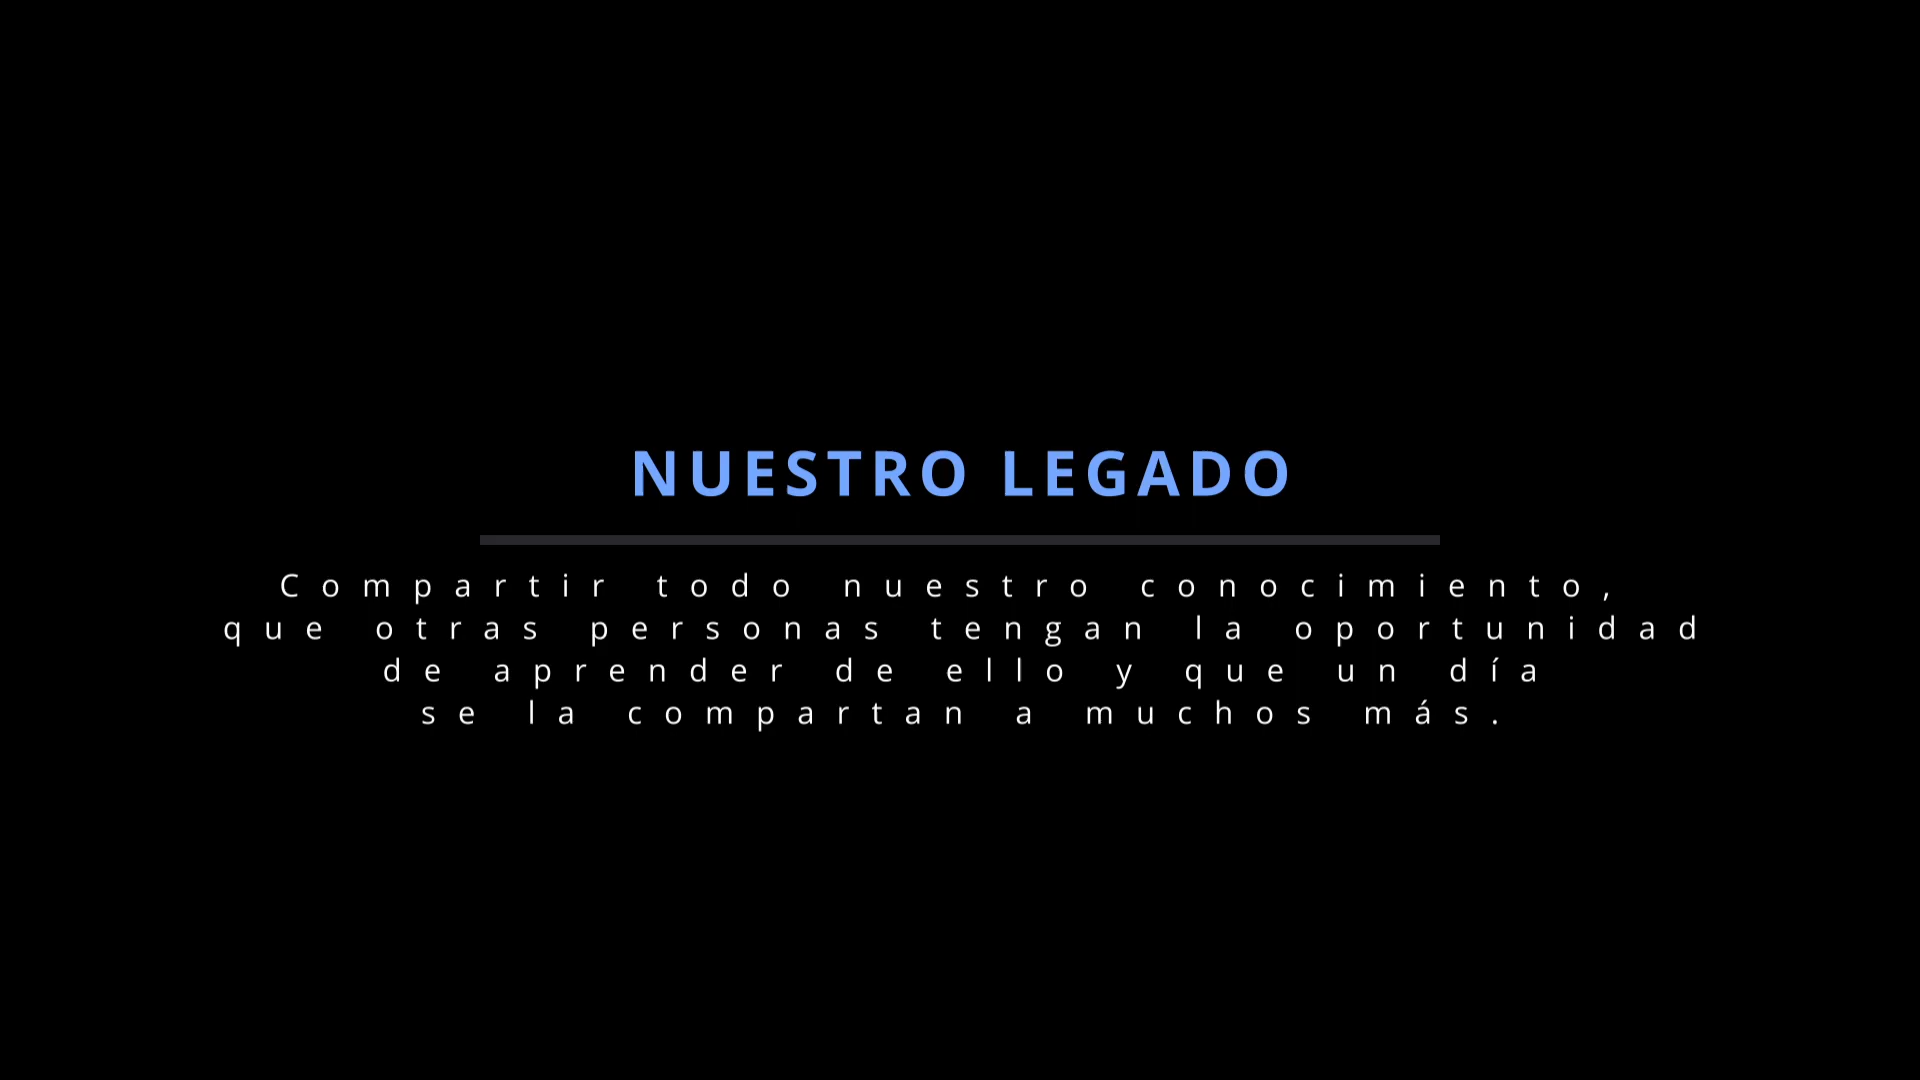 NUESTRO LEGADO
Compartir todo nuestro conocimiento,
que otras personas tengan la oportunidad
de aprender de ello y que un día
se la compartan a muchos más.